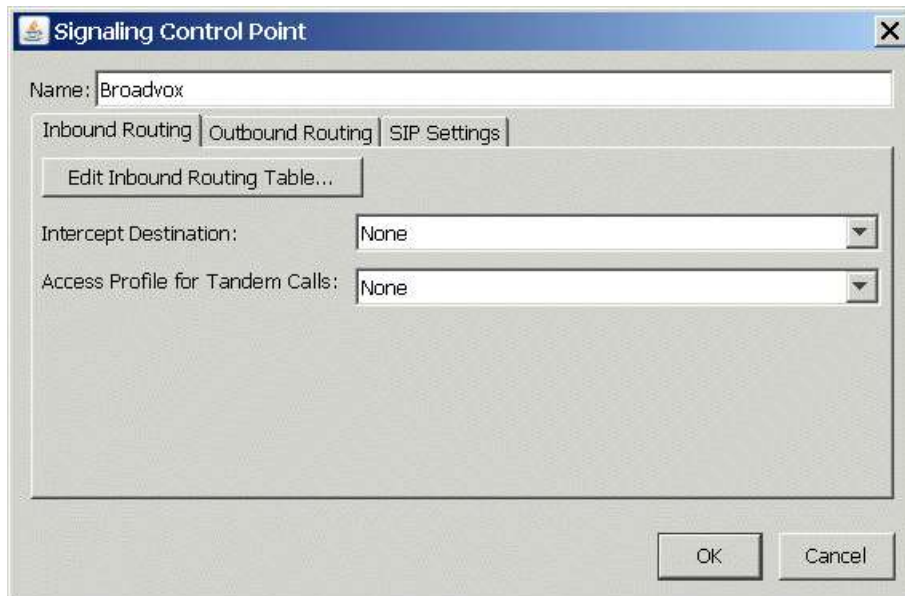 Signaling Control Point
Name: Broadvox
Inbound Routing Outbound Routing SIP Settings
Edit Inbound Routing Table...
Intercept Destination: None
Access Profile for Tandem Calls: None
OK Cancel